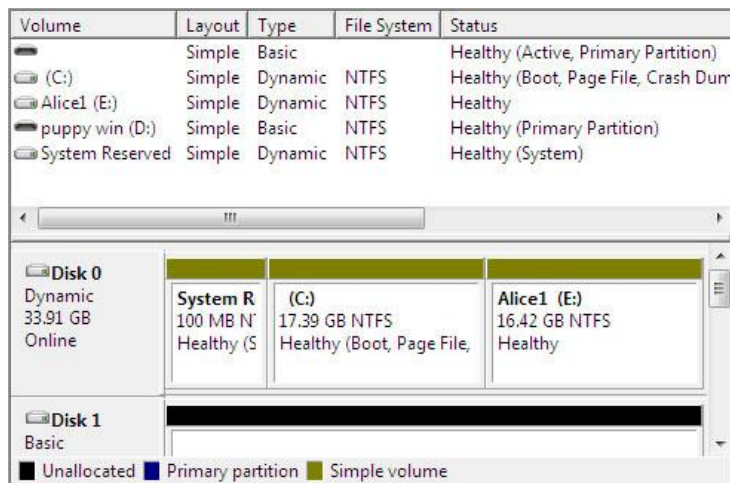 Volume Layout Type File System Status
Simple Basic Healthy (Active, Primary Partition)
(C:) Simple Dynamic NTFS Healthy (Boot, Page File, Crash Dum
Alice1 (E:) Simple Dynamic NTFS Healthy
puppy win (D:) Simple Basic NTFS Healthy (Primary Partition)
System Reserved Simple Dynamic NTFS Healthy (System)
Disk 0
Dynamic
33.91 GB
Online
System R
100 MB N
Healthy (S
(C:)
17.39 GB NTFS
Healthy (Boot, Page File,
Alice1 (E:)
16.42 GB NTFS
Healthy
Disk 1
Basic
Unallocated Primary partition Simple volume